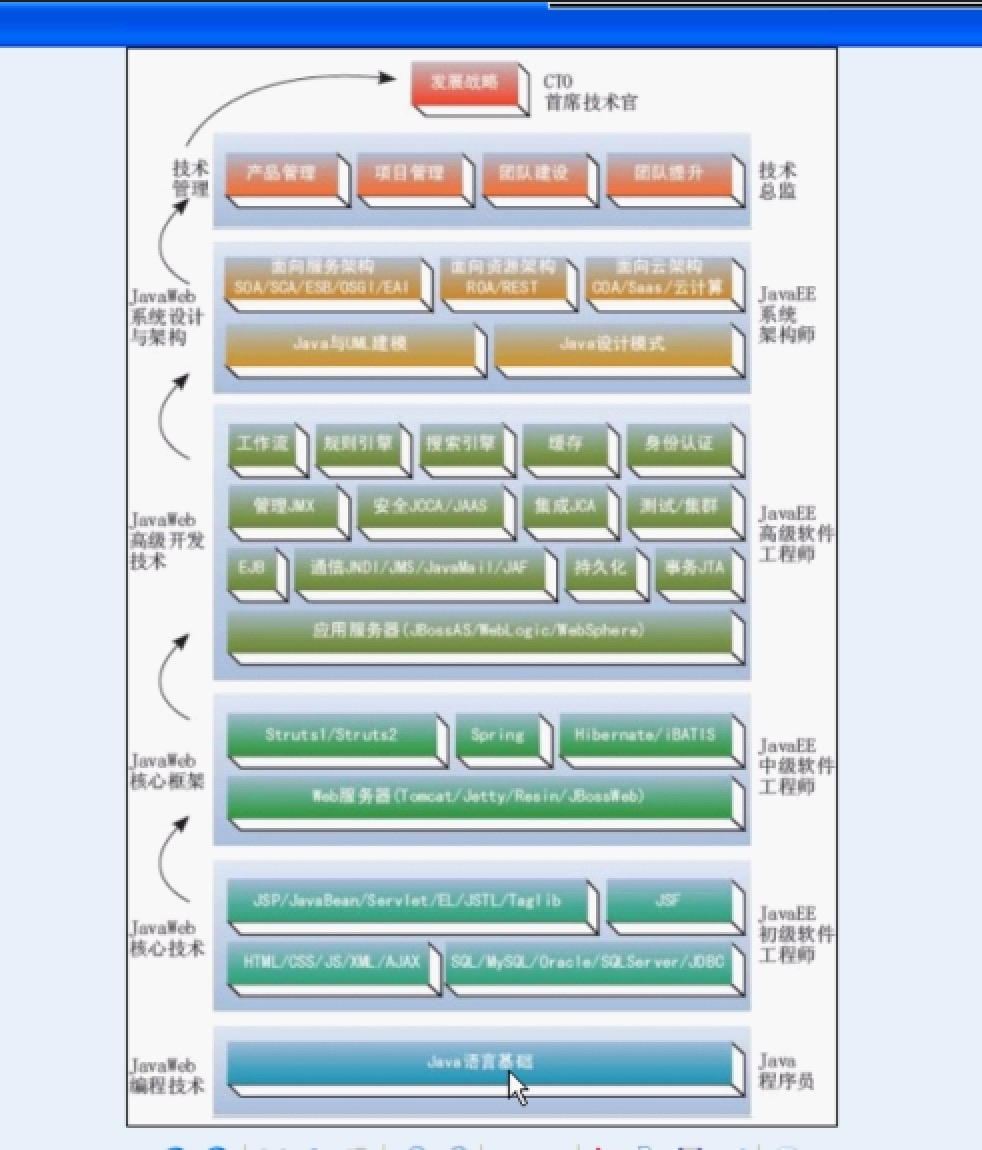 发展战略
CTO
首席技术官
技术
管理
产品管理 项目管理 团队建设 团队提升
技术
总监
JavaWeb
系统设计
与架构
面向服务架构
SOA/SCA/ESB/OSGI/EAI
面向资源架构
ROA/REST
面向云架构
COA/Saas/云计算
Java与UML建模 Java设计模式
JavaEE
系统
架构师
JavaWeb
高级开发
技术
工作流 规则引擎 搜索引擎 缓存 身份认证
管理JMX 安全JCCA/JAAS 集成JCA 测试/集群
EJB 通信JNDI/JMS/JavaMail/JAF 持久化 事务JTA
应用服务器(JBossAS/WebLogic/WebSphere)
JavaEE
高级软件
工程师
JavaWeb
核心框架
Struts1/Struts2 Spring Hibernate/iBATIS
Web服务器(Tomcat/Jetty/Resin/JBossWeb)
JavaEE
中级软件
工程师
JavaWeb
核心技术
JSP/JavaBean/Servlet/EL/JSTL/Taglib JSF
HTML/CSS/JS/XML/AJAX SQL/MySQL/Oracle/SQLServer/JDBC
JavaEE
初级软件
工程师
JavaWeb
编程技术
Java语言基础
Java
程序员